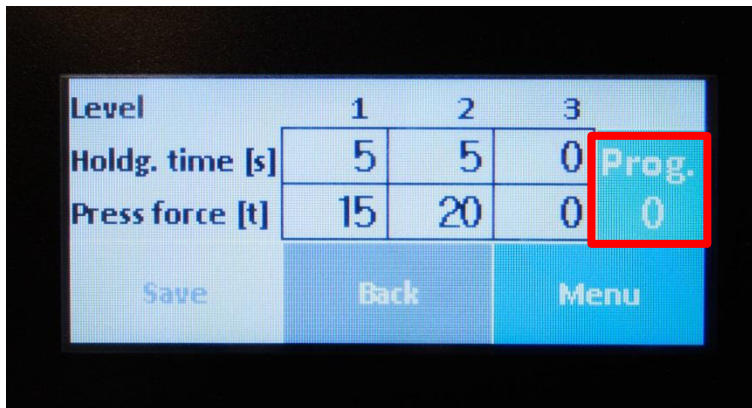 Level 1 2 3
Holdg. time [s] 5 5 0 Prog.
Press force [t] 15 20 0 0
Save Back Menu